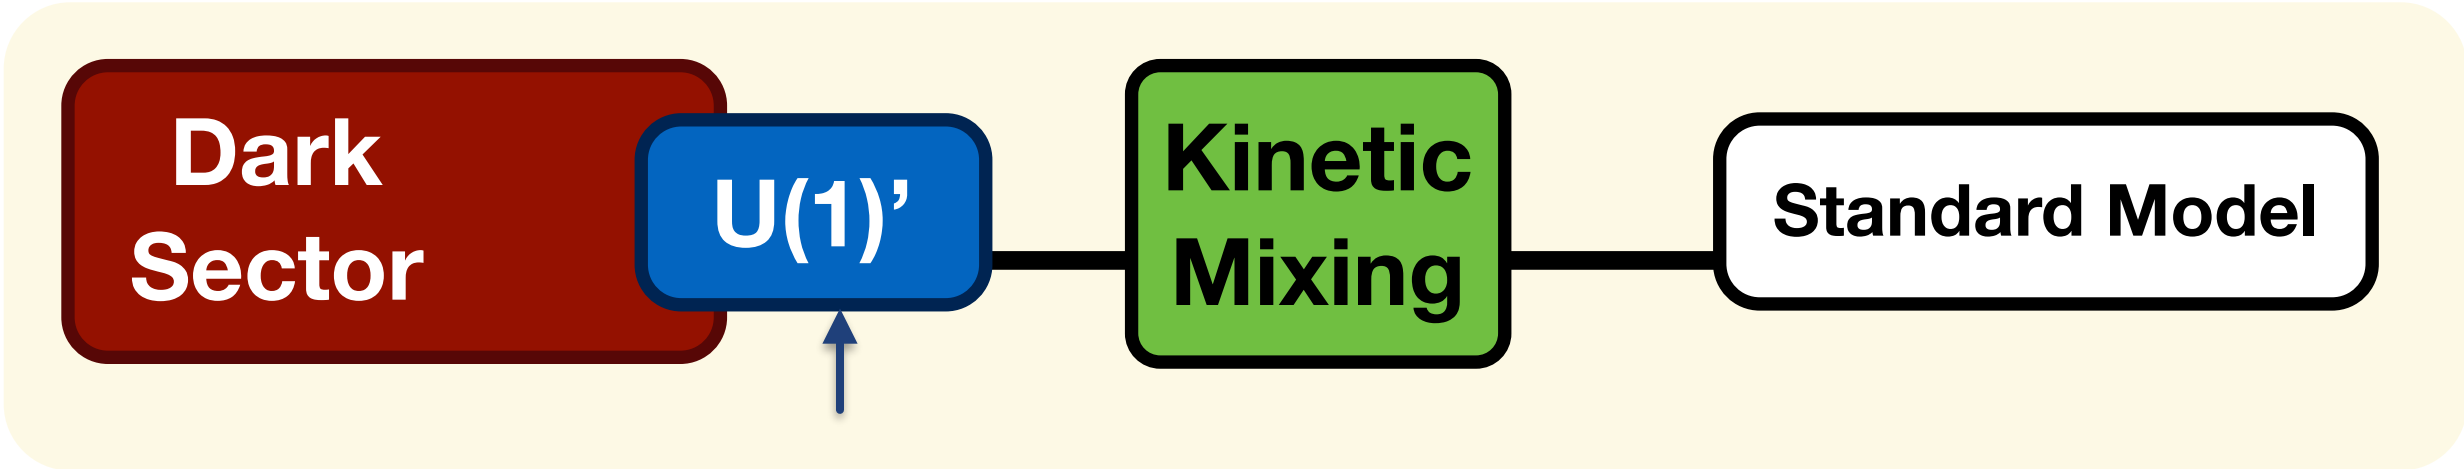 Dark
Sector
U(1)’
Kinetic
Mixing
Standard Model